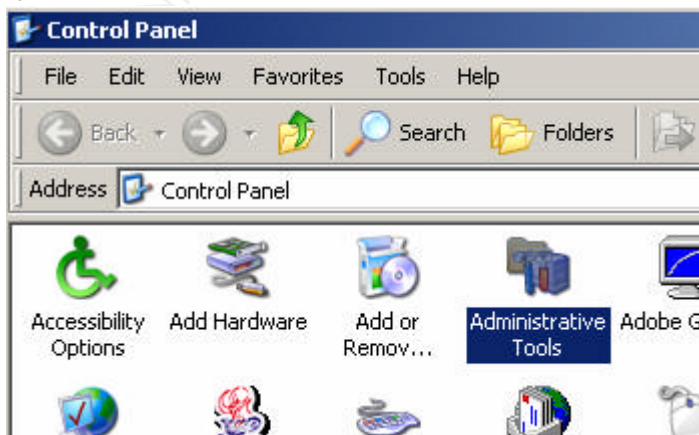 Control Panel
File Edit View Favorites Tools Help
Back Search Folders
Address Control Panel
Accessibility Options
Add Hardware
Add or Remov...
Administrative Tools
Adobe G